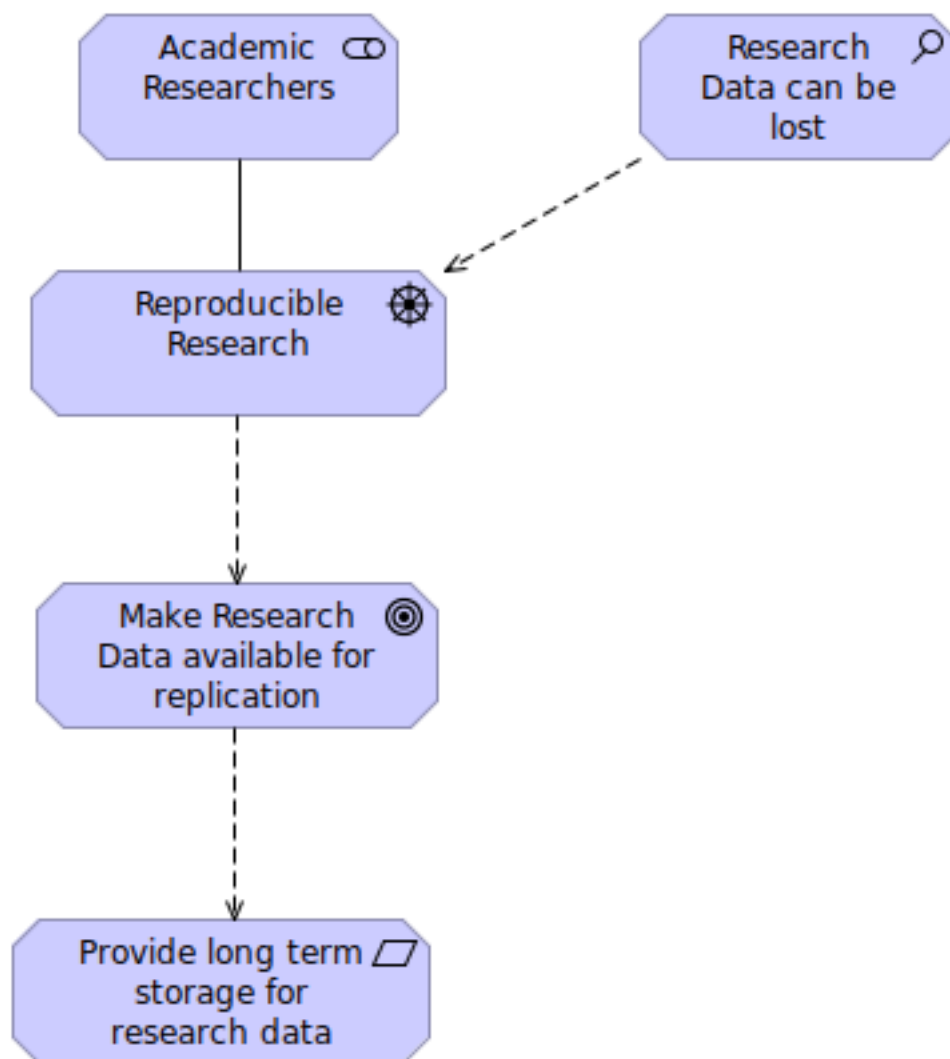 Academic
Researchers
Research
Data can be
lost
Reproducible
Research
Make Research
Data available for
replication
Provide long term
storage for
research data